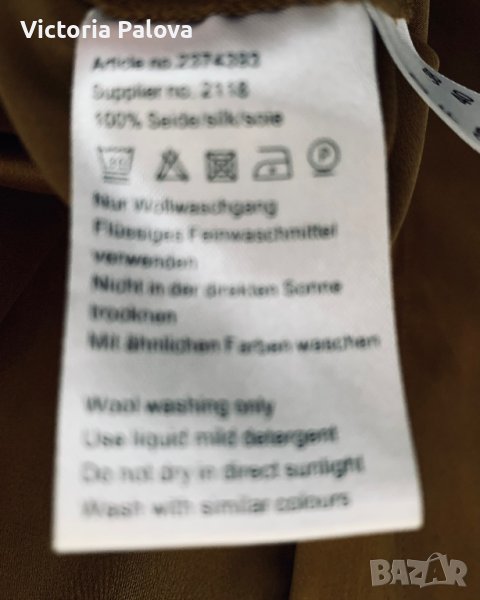 Victoria Palova
Article no. 2374393
Supplier no. 2118
100% Seide/silk/soie
P
Nur Wollwaschgang
Flüssiges Feinwaschmittel
verwenden
Nicht in der direkten Sonne
trocknen
Mit ähnlichen Farben waschen
Wool washing only
Use liquid mild detergent
Do not dry in direct sunlight
Wash with similar colours
BAZAR